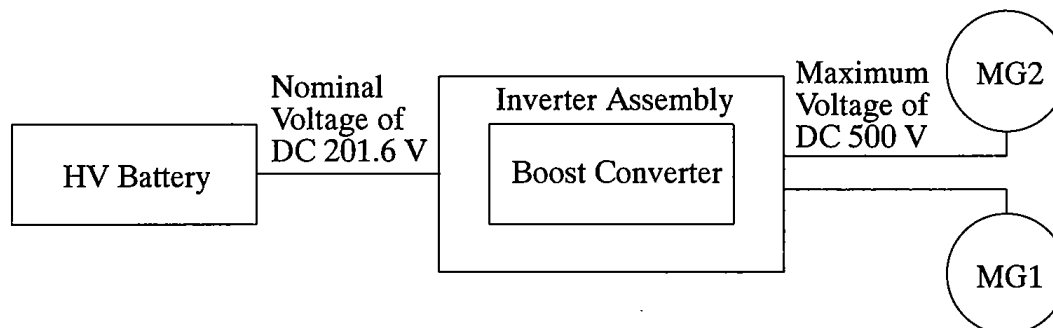 HV Battery
Nominal
Voltage of
DC 201.6 V
Inverter Assembly
Boost Converter
Maximum
Voltage of
DC 500 V
MG2
MG1